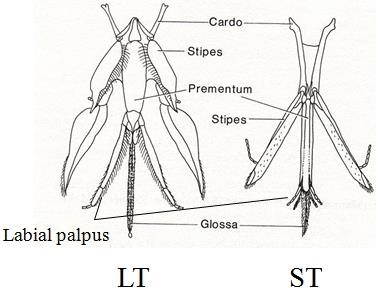 Cardo
Stipes
Prementum
Stipes
Glossa
Labial palpus
LT ST